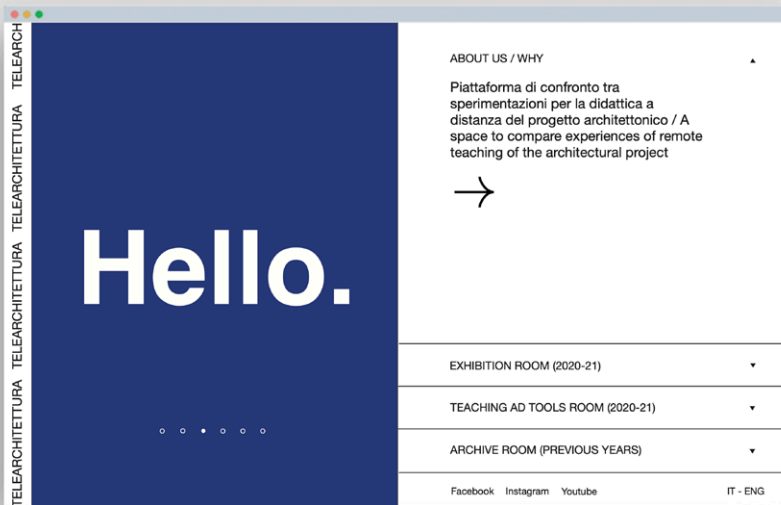 TELEARCHITETTURA TELEARCHITETTURA TELEARCHITETTURA TELEARCH
Hello.
ABOUT US / WHY
Piattaforma di confronto tra
sperimentazioni per la didattica a
distanza del progetto architettonico / A
space to compare experiences of remote
teaching of the architectural project
EXHIBITION ROOM (2020-21)
TEACHING AD TOOLS ROOM (2020-21)
ARCHIVE ROOM (PREVIOUS YEARS)
Facebook Instagram Youtube IT - ENG